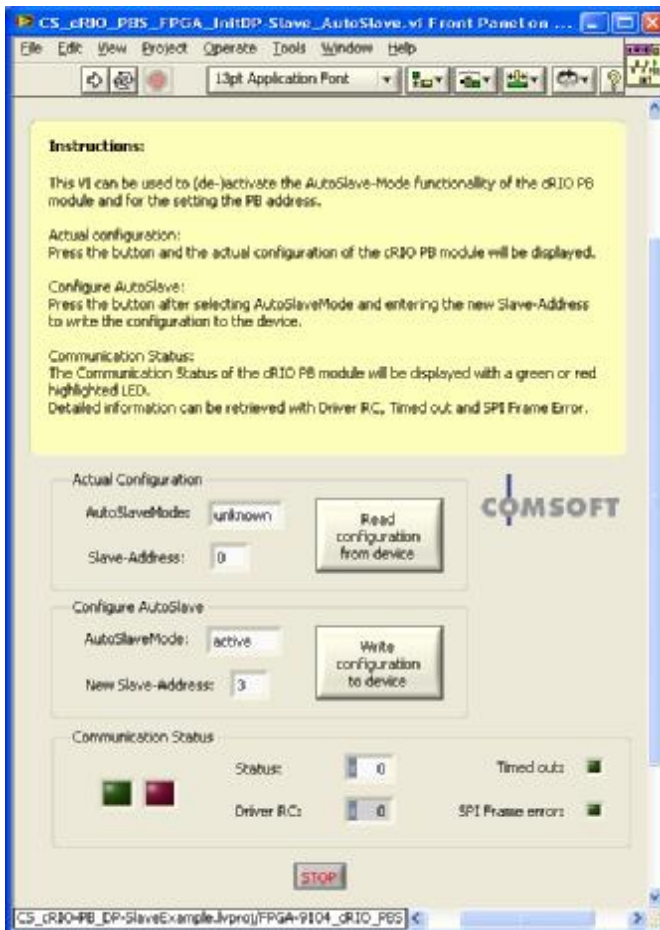 CS_cRIO_PBS_FPGA_InitDP-Slave_AutoSlave.vi Front Panel on ...
File Edit View Project Operate Tools Window Help
13pt Application Font
Instructions:
This VI can be used to (de-)activate the AutoSlave-Mode functionality of the cRIO PB
module and for the setting the PB address.
Actual configuration:
Press the button and the actual configuration of the cRIO PB module will be displayed.
Configure AutoSlave:
Press the button after selecting AutoSlaveMode and entering the new Slave-Address
to write the configuration to the device.
Communication Status:
The Communication Status of the cRIO PB module will be displayed with a green or red
highlighted LED.
Detailed information can be retrieved with Driver RC, Timed out and SPI Frame Error.
Actual Configuration
AutoSlaveMode: unknown
Slave-Address: 0
Read
configuration
from device
COMSOFT
Configure AutoSlave
AutoSlaveMode: active
New Slave-Address: 3
Write
configuration
to device
Communication Status
Status: 0
Timed out:
Driver RC: 0
SPI Frame error:
STOP
CS_cRIO-PB_DP-SlaveExample.lvproj/FPGA-9104_cRIO_PBS